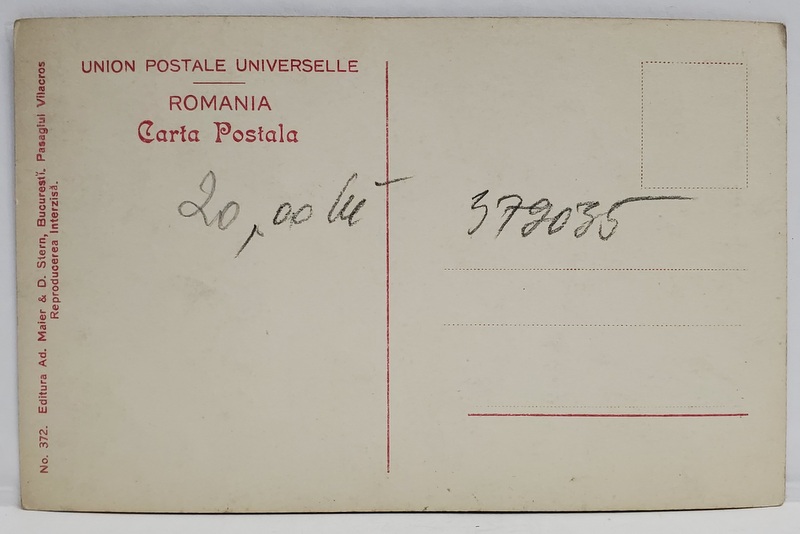 UNION POSTALE UNIVERSELLE
ROMANIA
Carta Postala
20,00 lei
379035
No. 372. Editura Ad. Maier & D. Stern, Bucuresti, Pasagiul Vilacros
Reproducerea Interzisă.